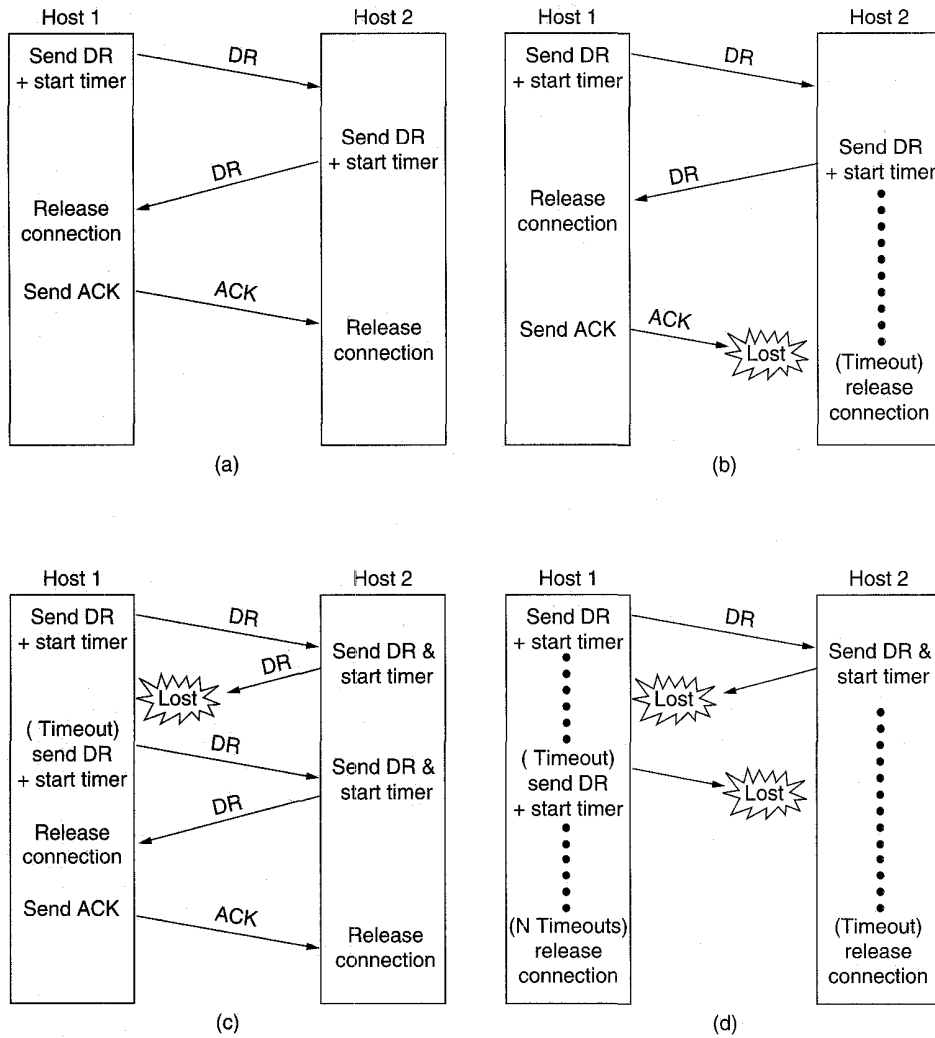 Host 1
Host 2
Send DR
+ start timer
DR
Send DR
+ start timer
DR
Release
connection
Send ACK
ACK
Release
connection
(a)
Host 1
Host 2
Send DR
+ start timer
DR
Send DR
+ start timer
DR
Release
connection
Send ACK
ACK
Lost
(Timeout)
release
connection
(b)
Host 1
Host 2
Send DR
+ start timer
DR
Send DR &
start timer
DR
Lost
( Timeout)
send DR
+ start timer
DR
Send DR &
start timer
DR
Release
connection
Send ACK
ACK
Release
connection
(c)
Host 1
Host 2
Send DR
+ start timer
DR
Send DR &
start timer
Lost
( Timeout)
send DR
+ start timer
Lost
(N Timeouts)
release
connection
(Timeout)
release
connection
(d)